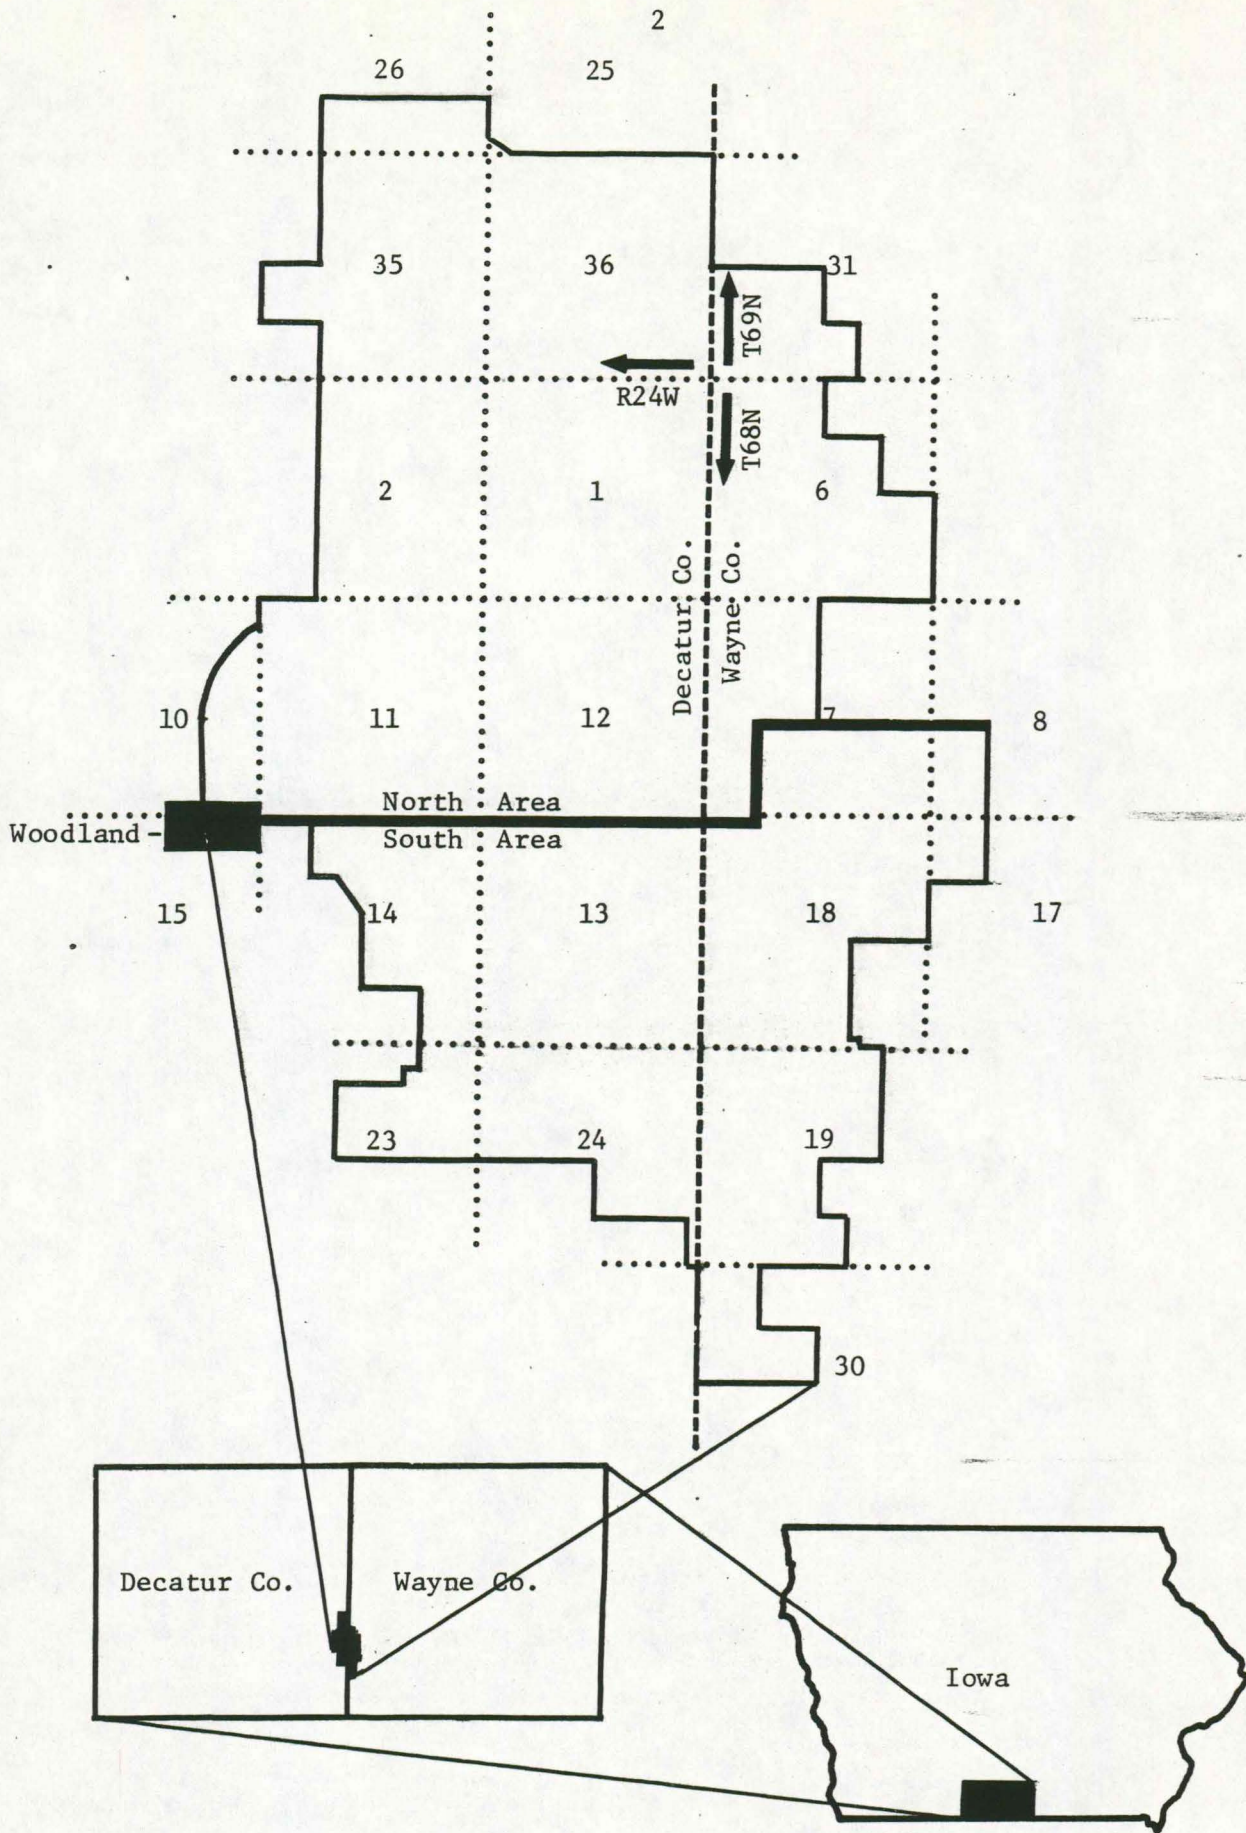 2
26 25
35 36 31
T69N
R24W
T68N
2 1 6
Decatur Co.
Wayne Co.
10 11 12 7 8
North Area
Woodland
South Area
15 14 13 18 17
23 24 19
30
Decatur Co. Wayne Co.
Iowa